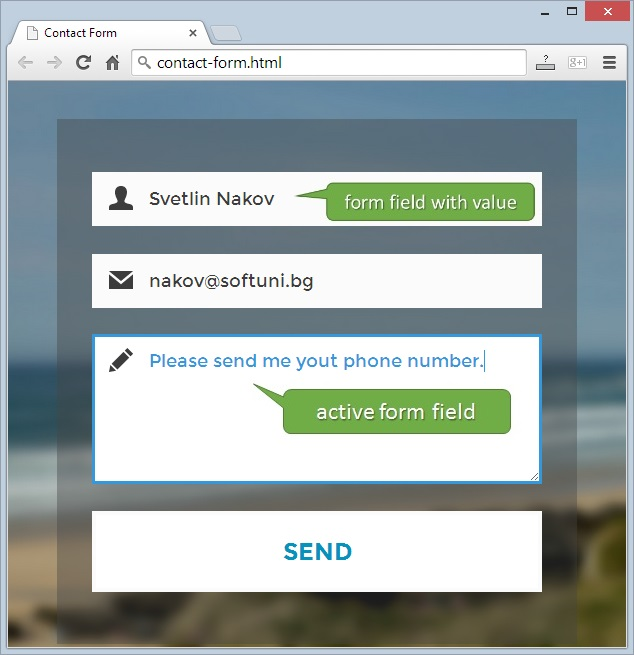 Contact Form
contact-form.html
?
g+1
Svetlin Nakov
form field with value
nakov@softuni.bg
Please send me yout phone number.
active form field
SEND